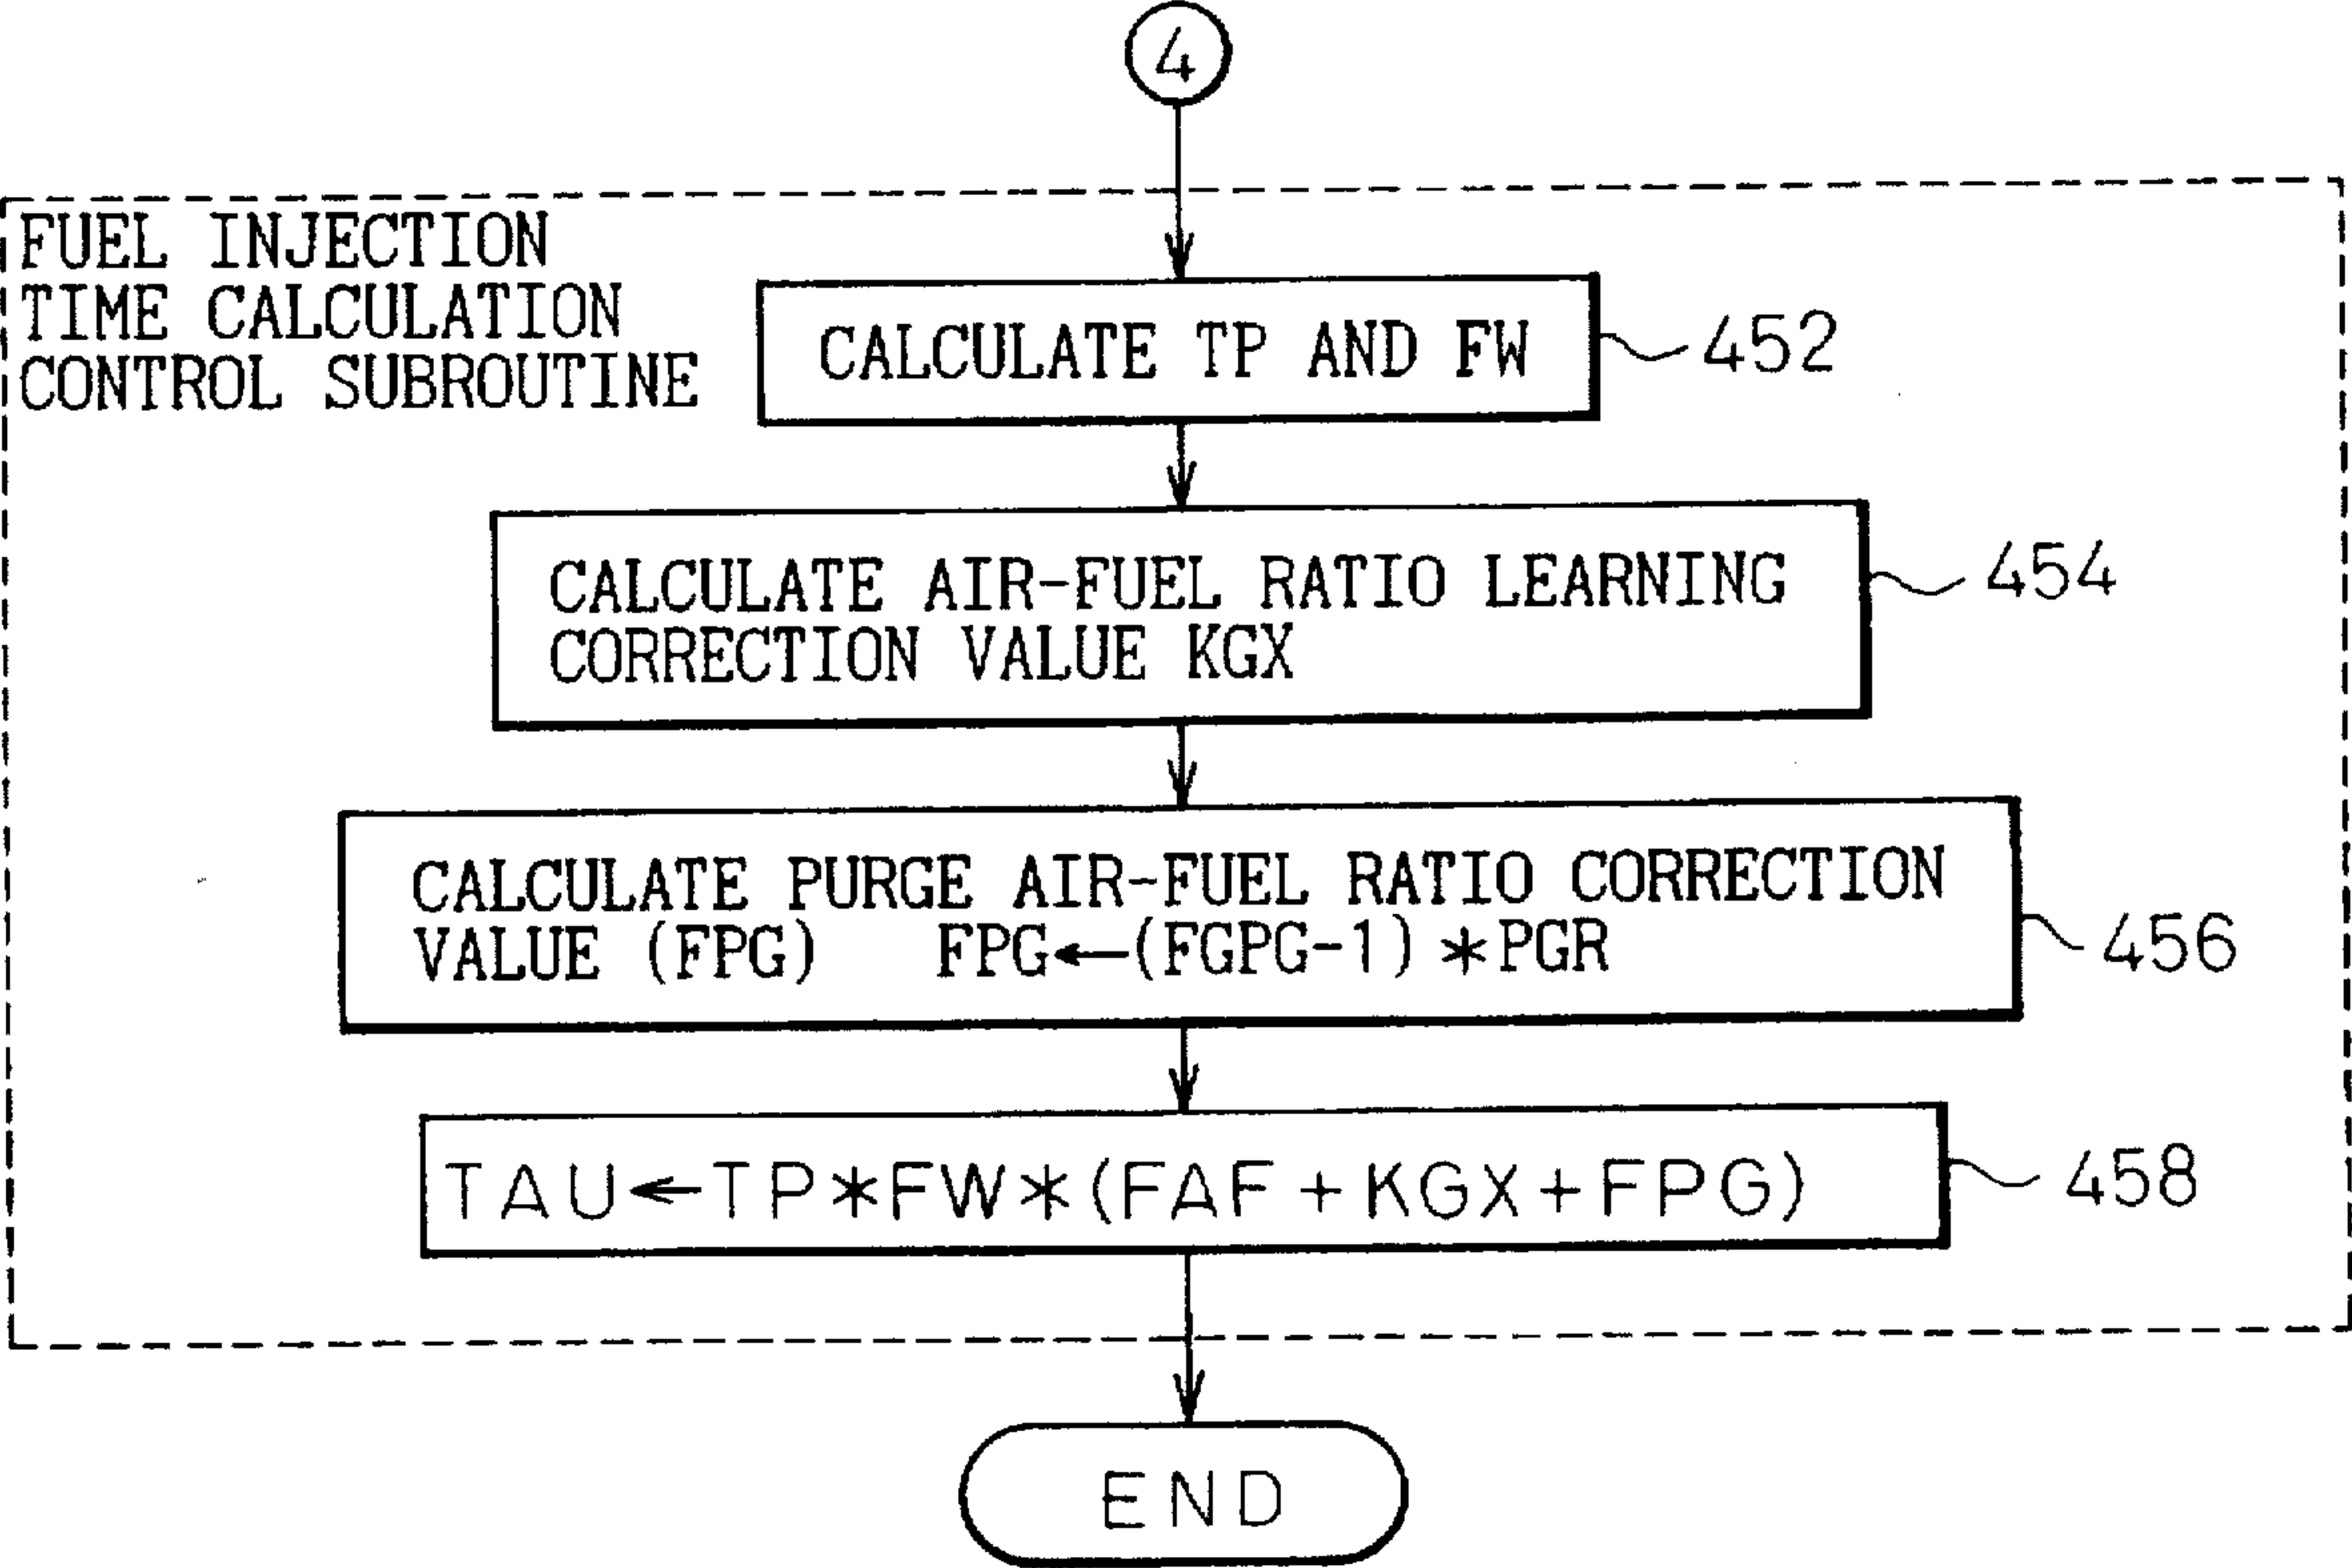 4
FUEL INJECTION
TIME CALCULATION
CONTROL SUBROUTINE
CALCULATE TP AND FW
452
CALCULATE AIR-FUEL RATIO LEARNING
CORRECTION VALUE KGX
454
CALCULATE PURGE AIR-FUEL RATIO CORRECTION
VALUE (FPG) FPG←(FGPG-1)*PGR
456
TAU←TP*FW*(FAF+KGX+FPG)
458
END